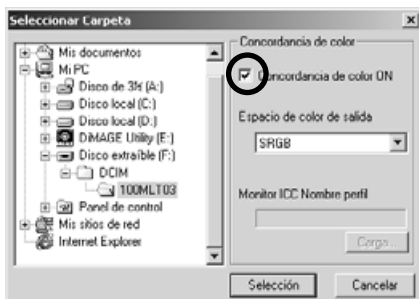 Seleccionar Carpeta
Mis documentos
Mi PC
Disco de 3½ (A:)
Disco local (C:)
Disco local (D:)
DiMAGE Utility (E:)
Disco extraíble (F:)
DCIM
100MLT03
Panel de control
Mis sitios de red
Internet Explorer
Concordancia de color
Concordancia de color ON
Espacio de color de salida
SRGB
Monitor ICC Nombre perfil
Carga...
Selección
Cancelar